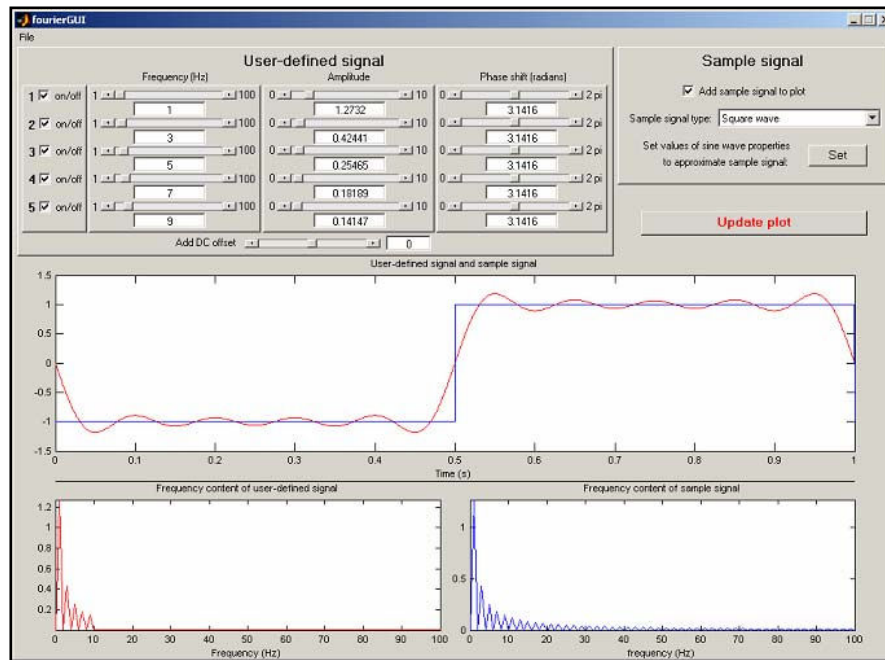 fourierGUI
File
User-defined signal
Frequency (Hz) Amplitude Phase shift (radians)
1 on/off 1 100 0 10 0 2 pi
1 1.2732 3.1416
2 on/off 1 100 0 10 0 2 pi
3 0.42441 3.1416
3 on/off 1 100 0 10 0 2 pi
5 0.25465 3.1416
4 on/off 1 100 0 10 0 2 pi
7 0.18189 3.1416
5 on/off 1 100 0 10 0 2 pi
9 0.14147 3.1416
Add DC offset 0
Sample signal
Add sample signal to plot
Sample signal type: Square wave
Set values of sine wave properties
to approximate sample signal: Set
Update plot
User-defined signal and sample signal
1.5
1
0.5
0
-0.5
-1
-1.5
0 0.1 0.2 0.3 0.4 0.5 0.6 0.7 0.8 0.9 1
Time (s)
Frequency content of user-defined signal
1.2
1
0.8
0.6
0.4
0.2
0 10 20 30 40 50 60 70 80 90 100
Frequency (Hz)
Frequency content of sample signal
1
0.5
0
0 10 20 30 40 50 60 70 80 90 100
frequency (Hz)